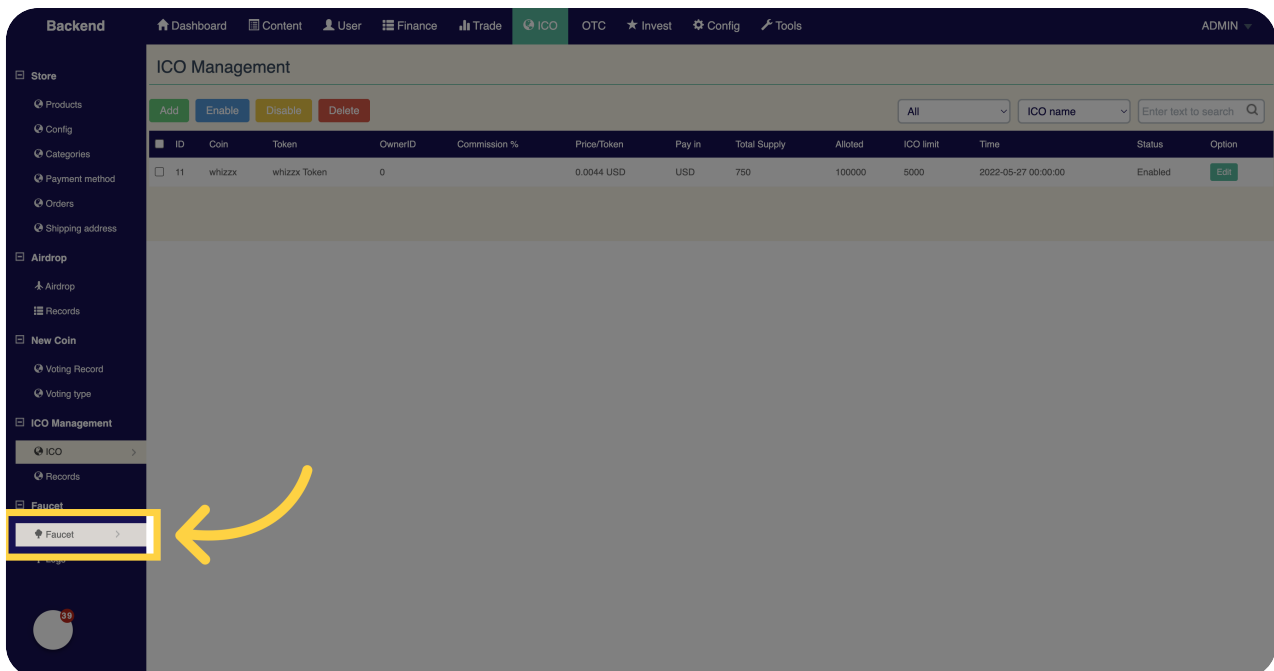 Backend
Dashboard Content User Finance Trade ICO OTC Invest Config Tools ADMIN
Store
Products
Config
Categories
Payment method
Orders
Shipping address
Airdrop
Airdrop
Records
New Coin
Voting Record
Voting type
ICO Management
ICO
Records
Faucet
Faucet
39
ICO Management
Add Enable Disable Delete All ICO name Enter text to search
ID Coin Token OwnerID Commission % Price/Token Pay in Total Supply Alloted ICO limit Time Status Option
11 whizzx whizzx Token 0 0.0044 USD USD 750 100000 5000 2022-05-27 00:00:00 Enabled Edit